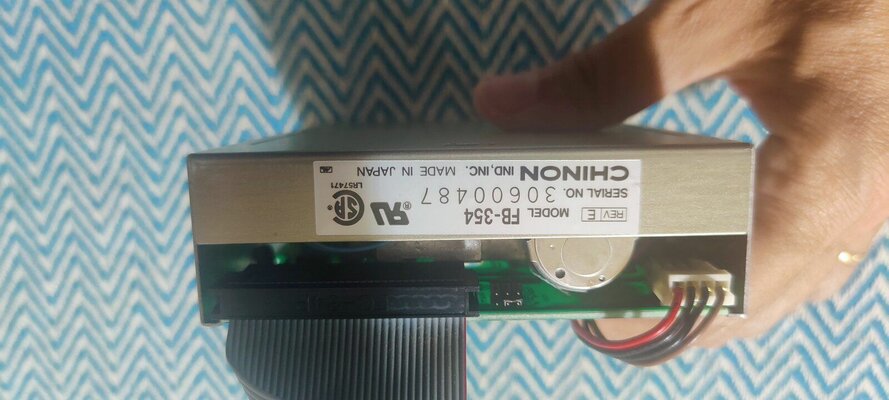 REV E MODEL FB-354
SERIAL NO. 30600487
CHINON IND, INC. MADE IN JAPAN
LR57471